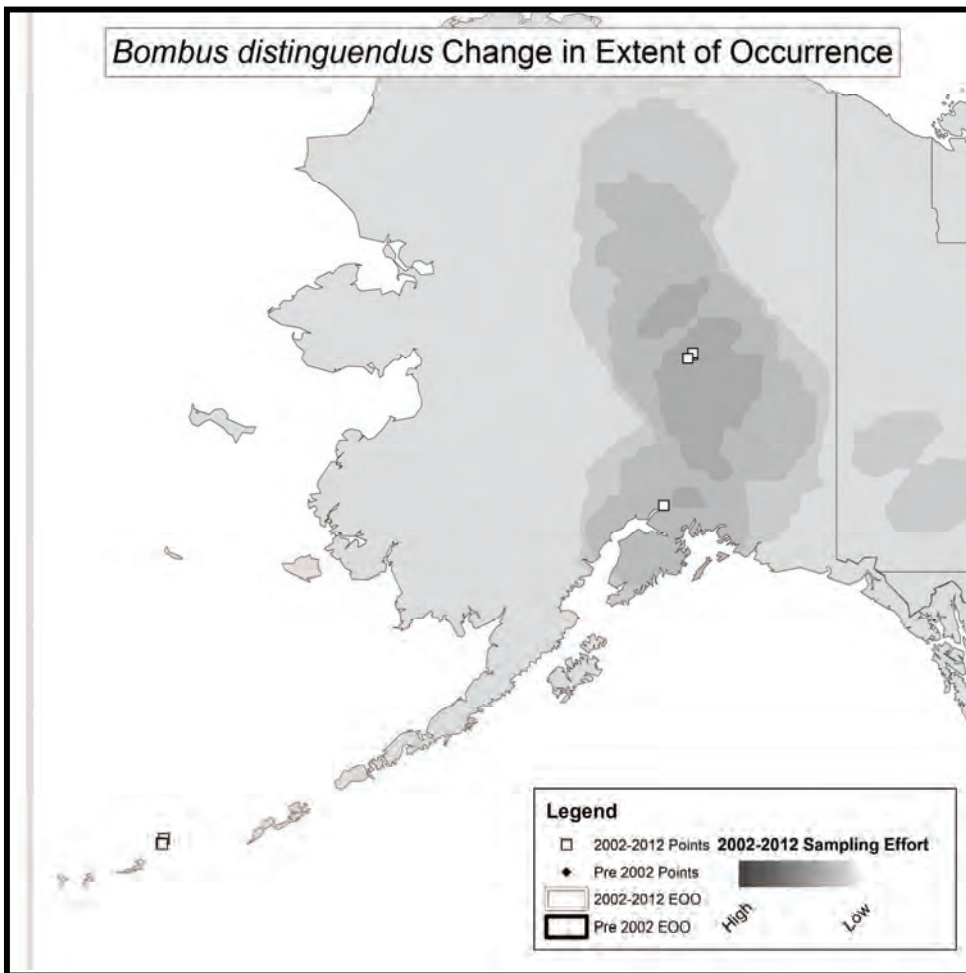 Bombus distinguendus Change in Extent of Occurrence
Legend
2002-2012 Points 2002-2012 Sampling Effort
Pre 2002 Points
2002-2012 EOO
Pre 2002 EOO
High Low